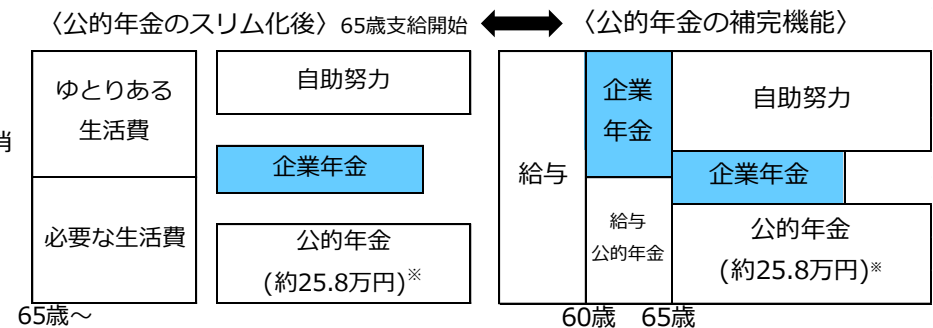 〈公的年金のスリム化後〉 65歳支給開始
〈公的年金の補完機能〉
ゆとりある
生活費
必要な生活費
65歳～
自助努力
企業年金
公的年金
(約25.8万円)※
給与
企業
年金
給与
公的年金
自助努力
企業年金
公的年金
(約25.8万円)※
60歳
65歳